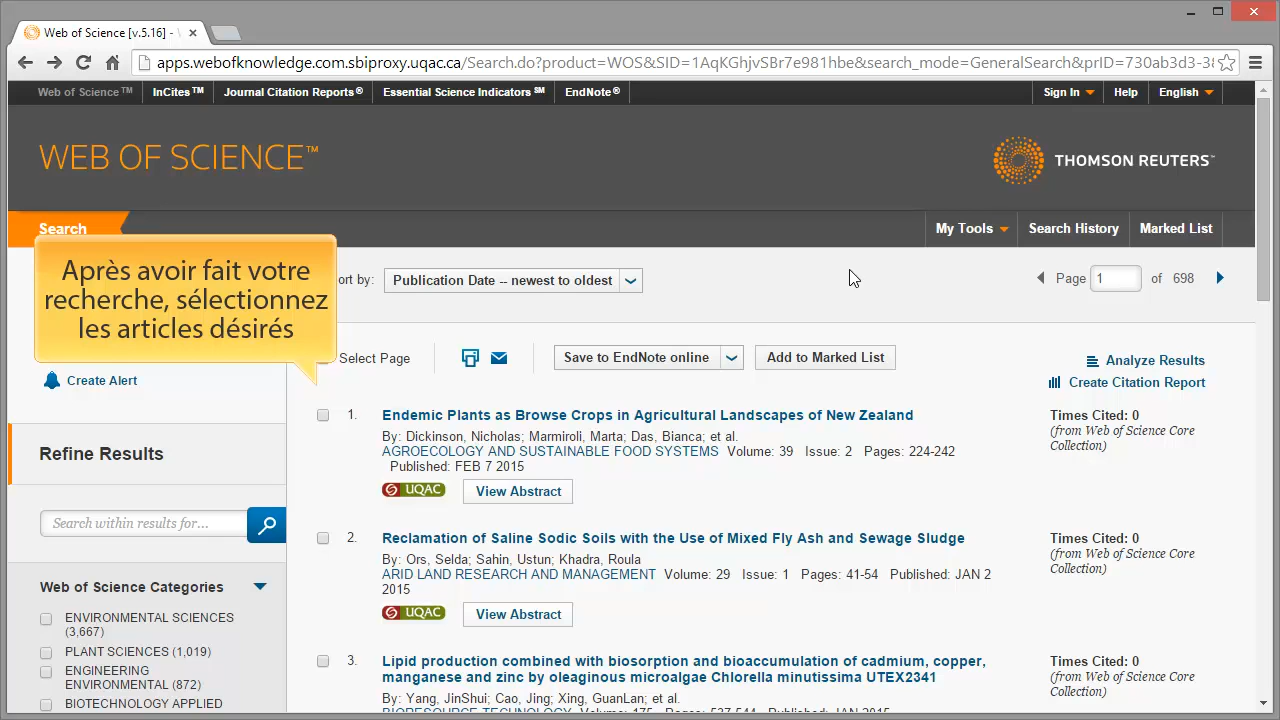 Web of Science [v.5.16] -
apps.webofknowledge.com.sbiproxy.uqac.ca/Search.do?product=WOS&SID=1AqKGhjvSBr7e981hbe&search_mode=GeneralSearch&prID=730ab3d3-38
Web of Science™ InCites™ Journal Citation Reports® Essential Science Indicators℠ EndNote® Sign In Help English
WEB OF SCIENCE™
THOMSON REUTERS™
Search My Tools Search History Marked List
Après avoir fait votre
recherche, sélectionnez
les articles désirés
ort by: Publication Date -- newest to oldest Page 1 of 698
Select Page Save to EndNote online Add to Marked List
Analyze Results
Create Citation Report
Create Alert
Refine Results
Search within results for...
Web of Science Categories
ENVIRONMENTAL SCIENCES
(3,667)
PLANT SCIENCES (1,019)
ENGINEERING
ENVIRONMENTAL (872)
BIOTECHNOLOGY APPLIED
1. Endemic Plants as Browse Crops in Agricultural Landscapes of New Zealand
By: Dickinson, Nicholas; Marmiroli, Marta; Das, Bianca; et al.
AGROECOLOGY AND SUSTAINABLE FOOD SYSTEMS Volume: 39 Issue: 2 Pages: 224-242
Published: FEB 7 2015
UQAC View Abstract
Times Cited: 0
(from Web of Science Core
Collection)
2. Reclamation of Saline Sodic Soils with the Use of Mixed Fly Ash and Sewage Sludge
By: Ors, Selda; Sahin, Ustun; Khadra, Roula
ARID LAND RESEARCH AND MANAGEMENT Volume: 29 Issue: 1 Pages: 41-54 Published: JAN 2
2015
UQAC View Abstract
Times Cited: 0
(from Web of Science Core
Collection)
3. Lipid production combined with biosorption and bioaccumulation of cadmium, copper,
manganese and zinc by oleaginous microalgae Chlorella minutissima UTEX2341
By: Yang, JinShui; Cao, Jing; Xing, GuanLan; et al.
BIORESOURCE TECHNOLOGY Volume: 175 Pages: 537-544 Published: JAN 2015
Times Cited: 0
(from Web of Science Core
Collection)